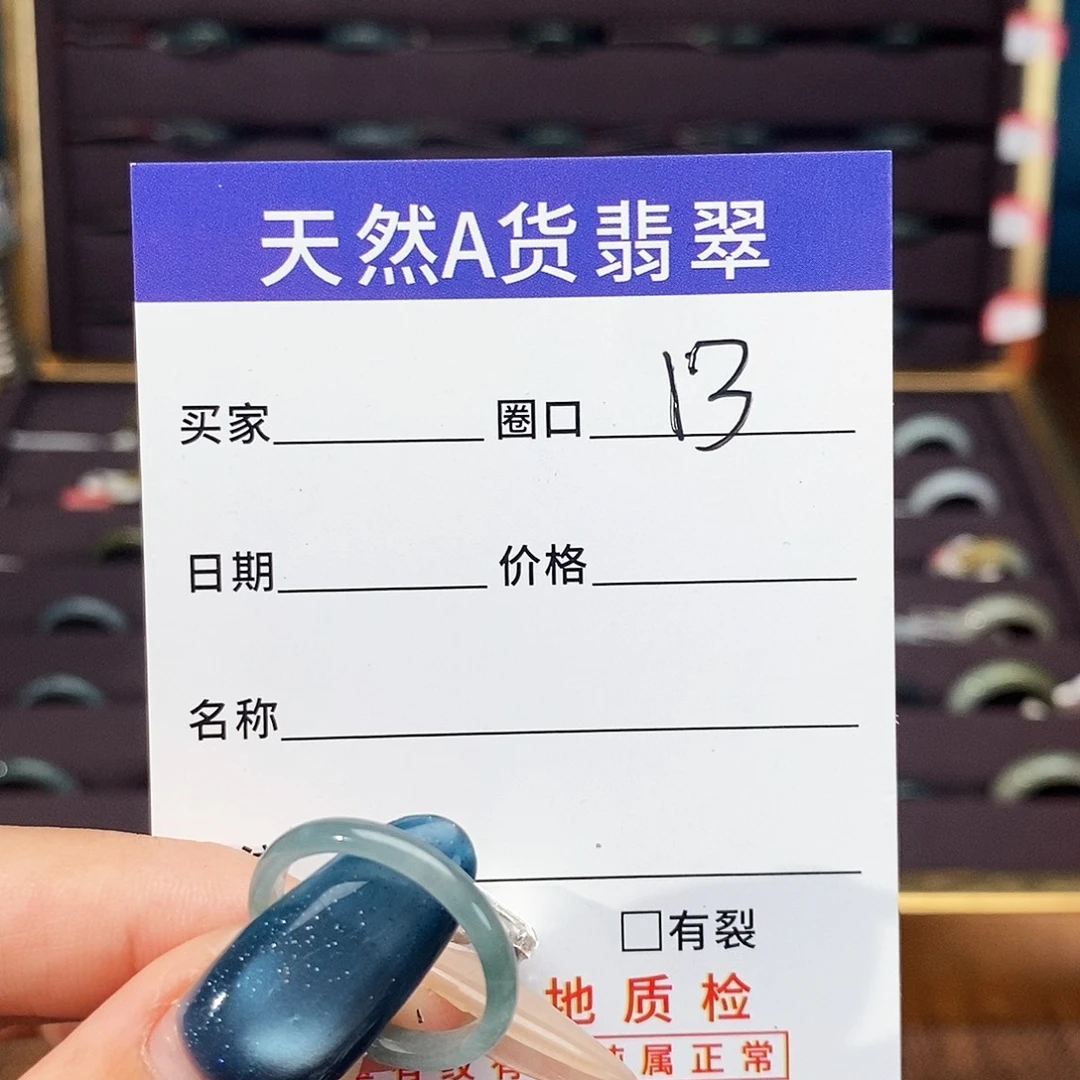 天然A货翡翠
买家 圈口 13
日期 价格
名称
□有裂
地质检
属正常